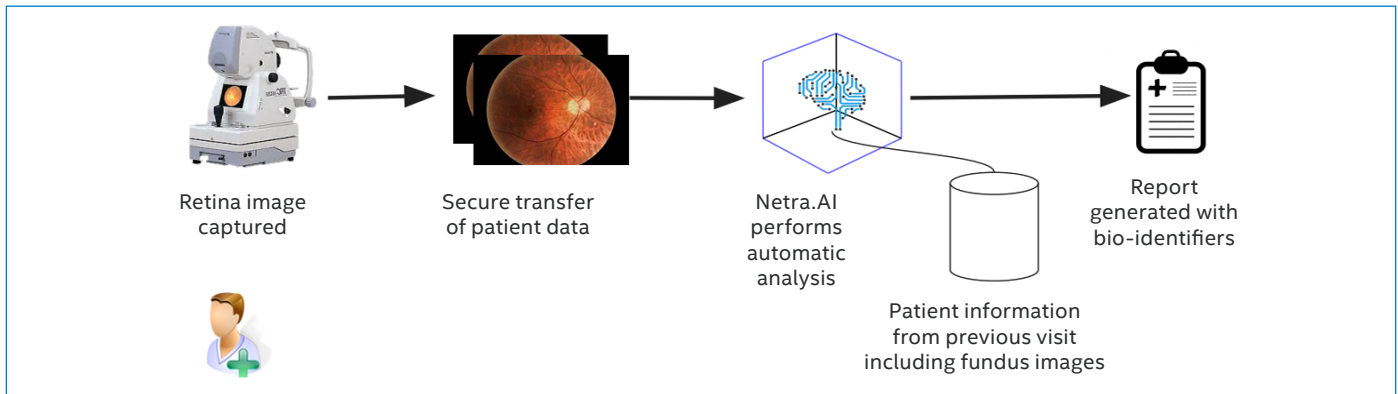 Retina image
captured
Secure transfer
of patient data
Netra.AI
performs
automatic
analysis
Patient information
from previous visit
including fundus images
Report
generated with
bio-identifiers